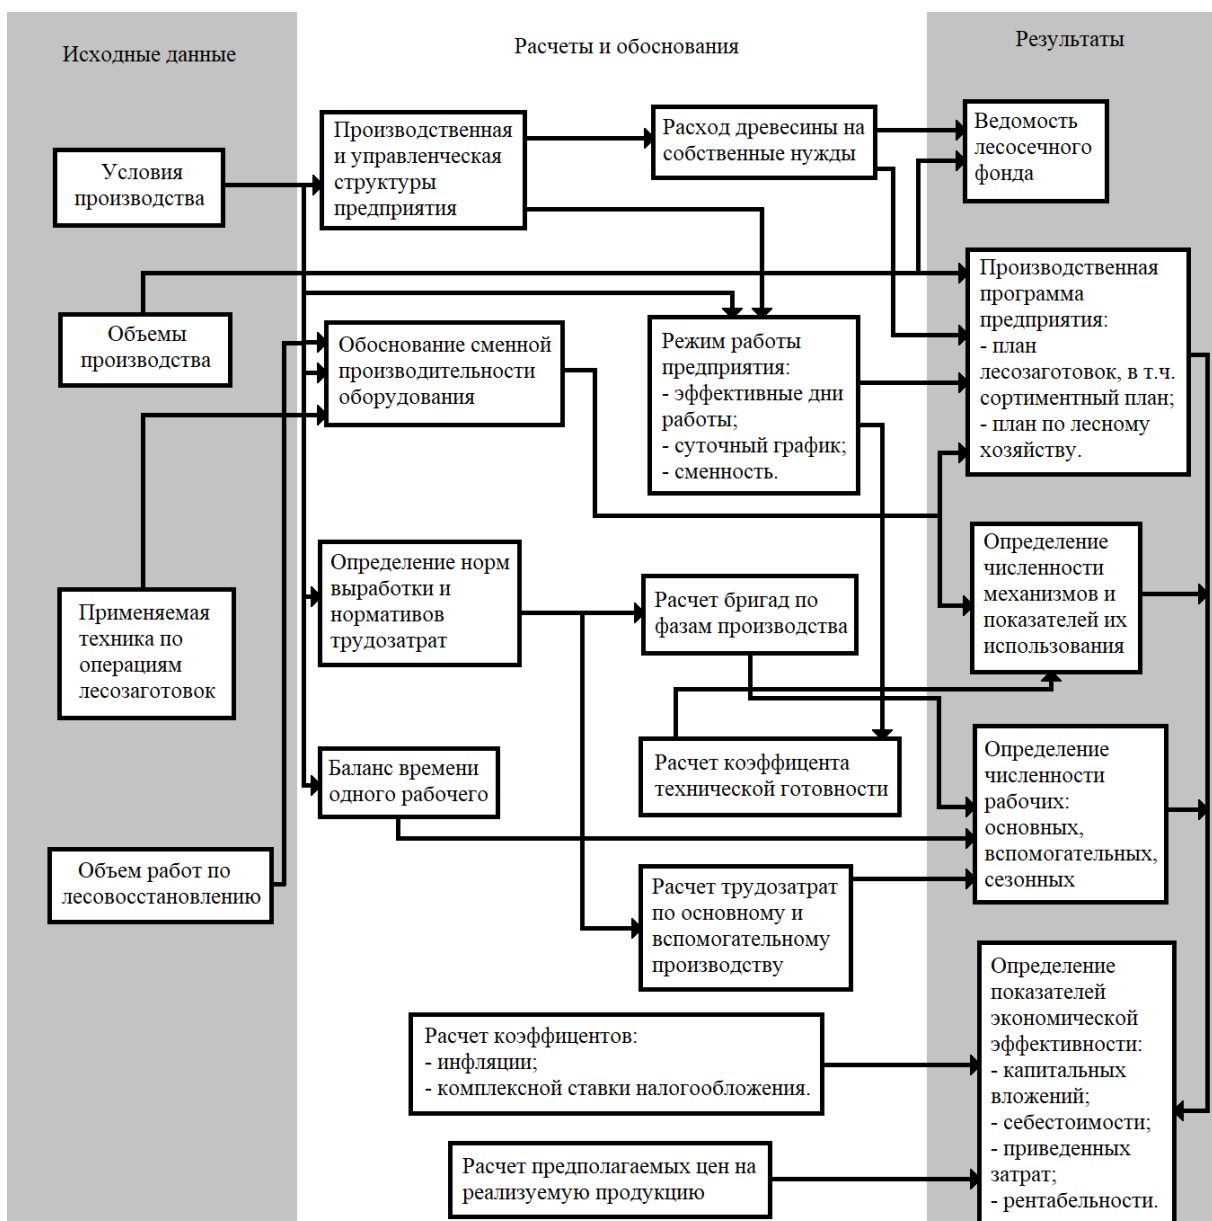 Исходные данные
Расчеты и обоснования
Результаты
Условия
производства
Объемы
производства
Применяемая
техника по
операциям
лесозаготовок
Объем работ по
лесовосстановлению
Производственная
и управленческая
структуры
предприятия
Обоснование сменной
производительности
оборудования
Определение норм
выработки и
нормативов
трудозатрат
Баланс времени
одного рабочего
Расход древесины на
собственные нужды
Режим работы
предприятия:
- эффективные дни
работы;
- суточный график;
- сменность.
Расчет бригад по
фазам производства
Расчет коэффицента
технической готовности
Расчет трудозатрат
по основному и
вспомогательному
производству
Расчет коэффицентов:
- инфляции;
- комплексной ставки налогообложения.
Расчет предполагаемых цен на
реализуемую продукцию
Ведомость
лесосечного
фонда
Производственная
программа
предприятия:
- план
лесозаготовок, в т.ч.
сортиментный план;
- план по лесному
хозяйству.
Определение
численности
механизмов и
показателей их
использования
Определение
численности
рабочих:
основных,
вспомогательных,
сезонных
Определение
показателей
экономической
эффективности:
- капитальных
вложений;
- себестоимости;
- приведенных
затрат;
- рентабельности.